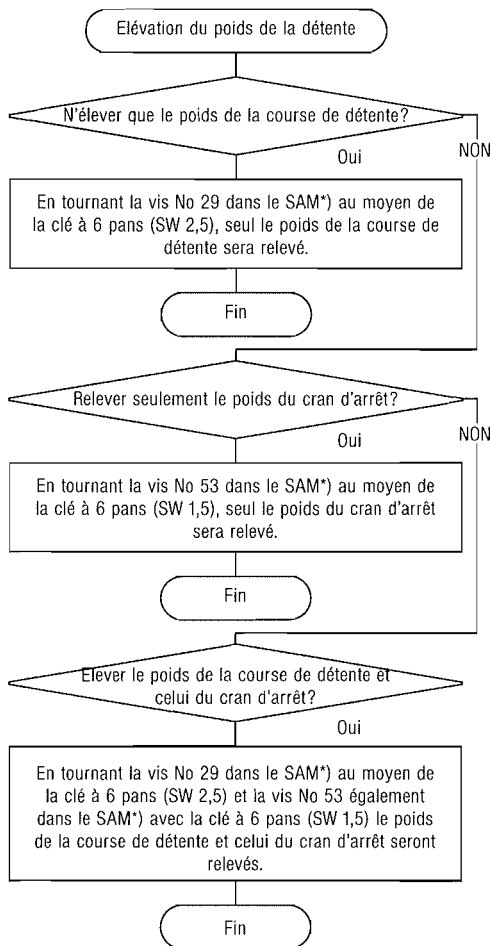 Elévation du poids de la détente
N'élever que le poids de la course de détente?
Oui
NON
En tournant la vis No 29 dans le SAM*) au moyen de
la clé à 6 pans (SW 2,5), seul le poids de la course de
détente sera relevé.
Fin
Relever seulement le poids du cran d'arrêt?
Oui
NON
En tournant la vis No 53 dans le SAM*) au moyen de
la clé à 6 pans (SW 1,5), seul le poids du cran d'arrêt
sera relevé.
Fin
Elever le poids de la course de détente et
celui du cran d'arrêt?
Oui
En tournant la vis No 29 dans le SAM*) au moyen de
la clé à 6 pans (SW 2,5) et la vis No 53 également
dans le SAM*) avec la clé à 6 pans (SW 1,5) le poids
de la course de détente et celui du cran d'arrêt seront
relevés.
Fin